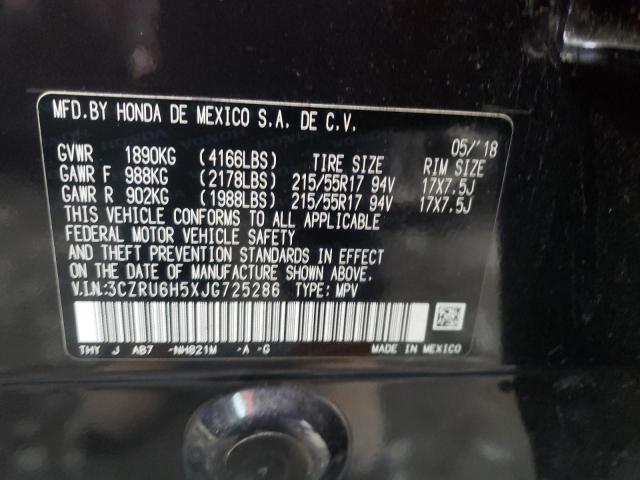 MFD.BY HONDA DE MEXICO S.A. DE C.V.
05/'18
GVWR 1890KG (4166LBS) TIRE SIZE RIM SIZE
GAWR F 988KG (2178LBS) 215/55R17 94V 17X7.5J
GAWR R 902KG (1988LBS) 215/55R17 94V 17X7.5J
THIS VEHICLE CONFORMS TO ALL APPLICABLE
FEDERAL MOTOR VEHICLE SAFETY
AND THEFT PREVENTION STANDARDS IN EFFECT
ON THE DATE OF MANUFACTURE SHOWN ABOVE.
V.I.N:3CZRU6H5XJG725286 TYPE: MPV
THY J AB7 -NH821M -A -G MADE IN MEXICO